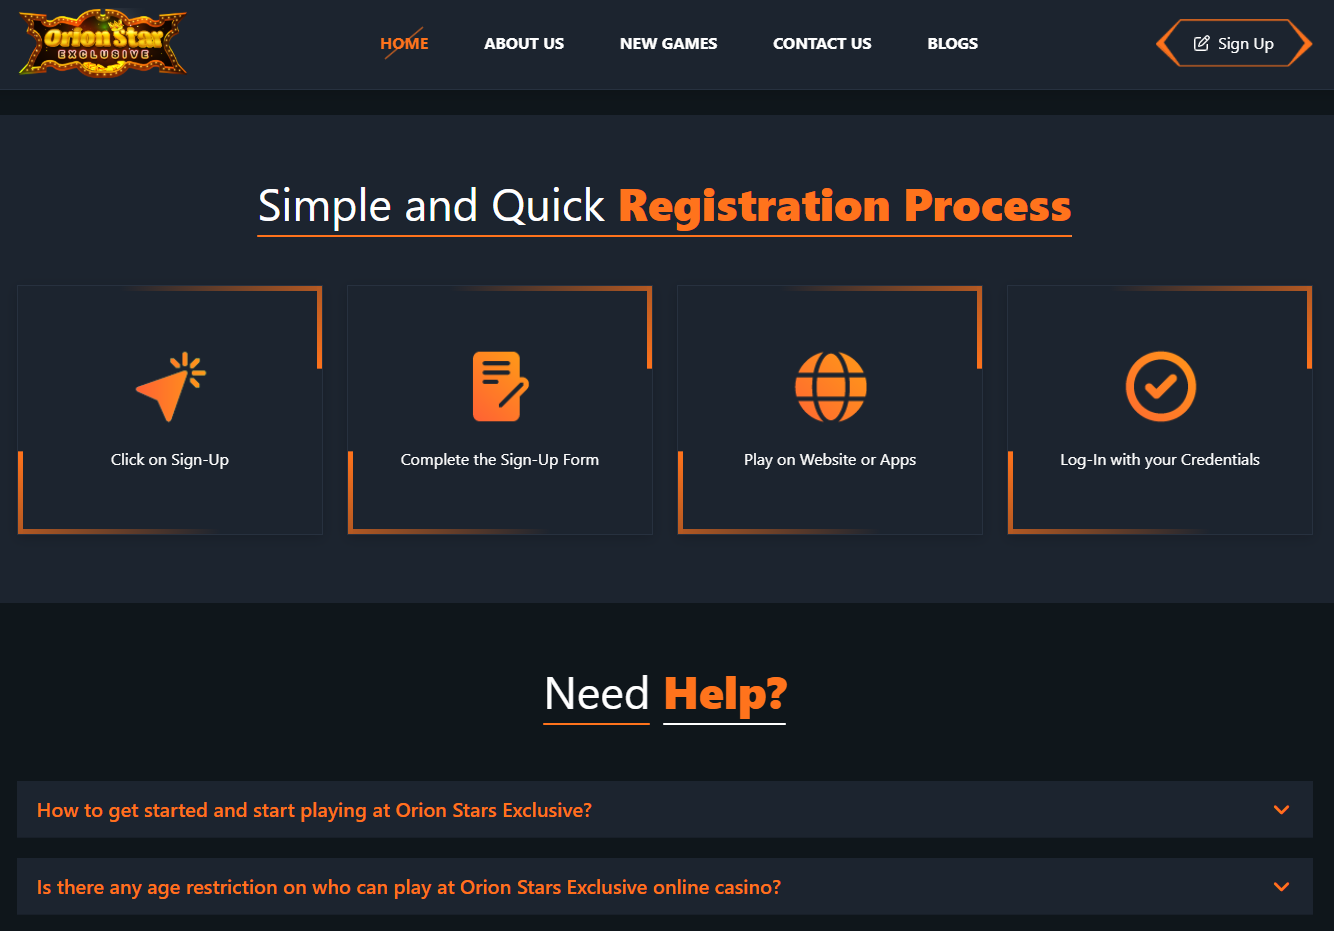 Orion Star
EXCLUSIVE
HOME
ABOUT US
NEW GAMES
CONTACT US
BLOGS
Sign Up
Simple and Quick Registration Process
Click on Sign-Up
Complete the Sign-Up Form
Play on Website or Apps
Log-In with your Credentials
Need Help?
How to get started and start playing at Orion Stars Exclusive?
Is there any age restriction on who can play at Orion Stars Exclusive online casino?